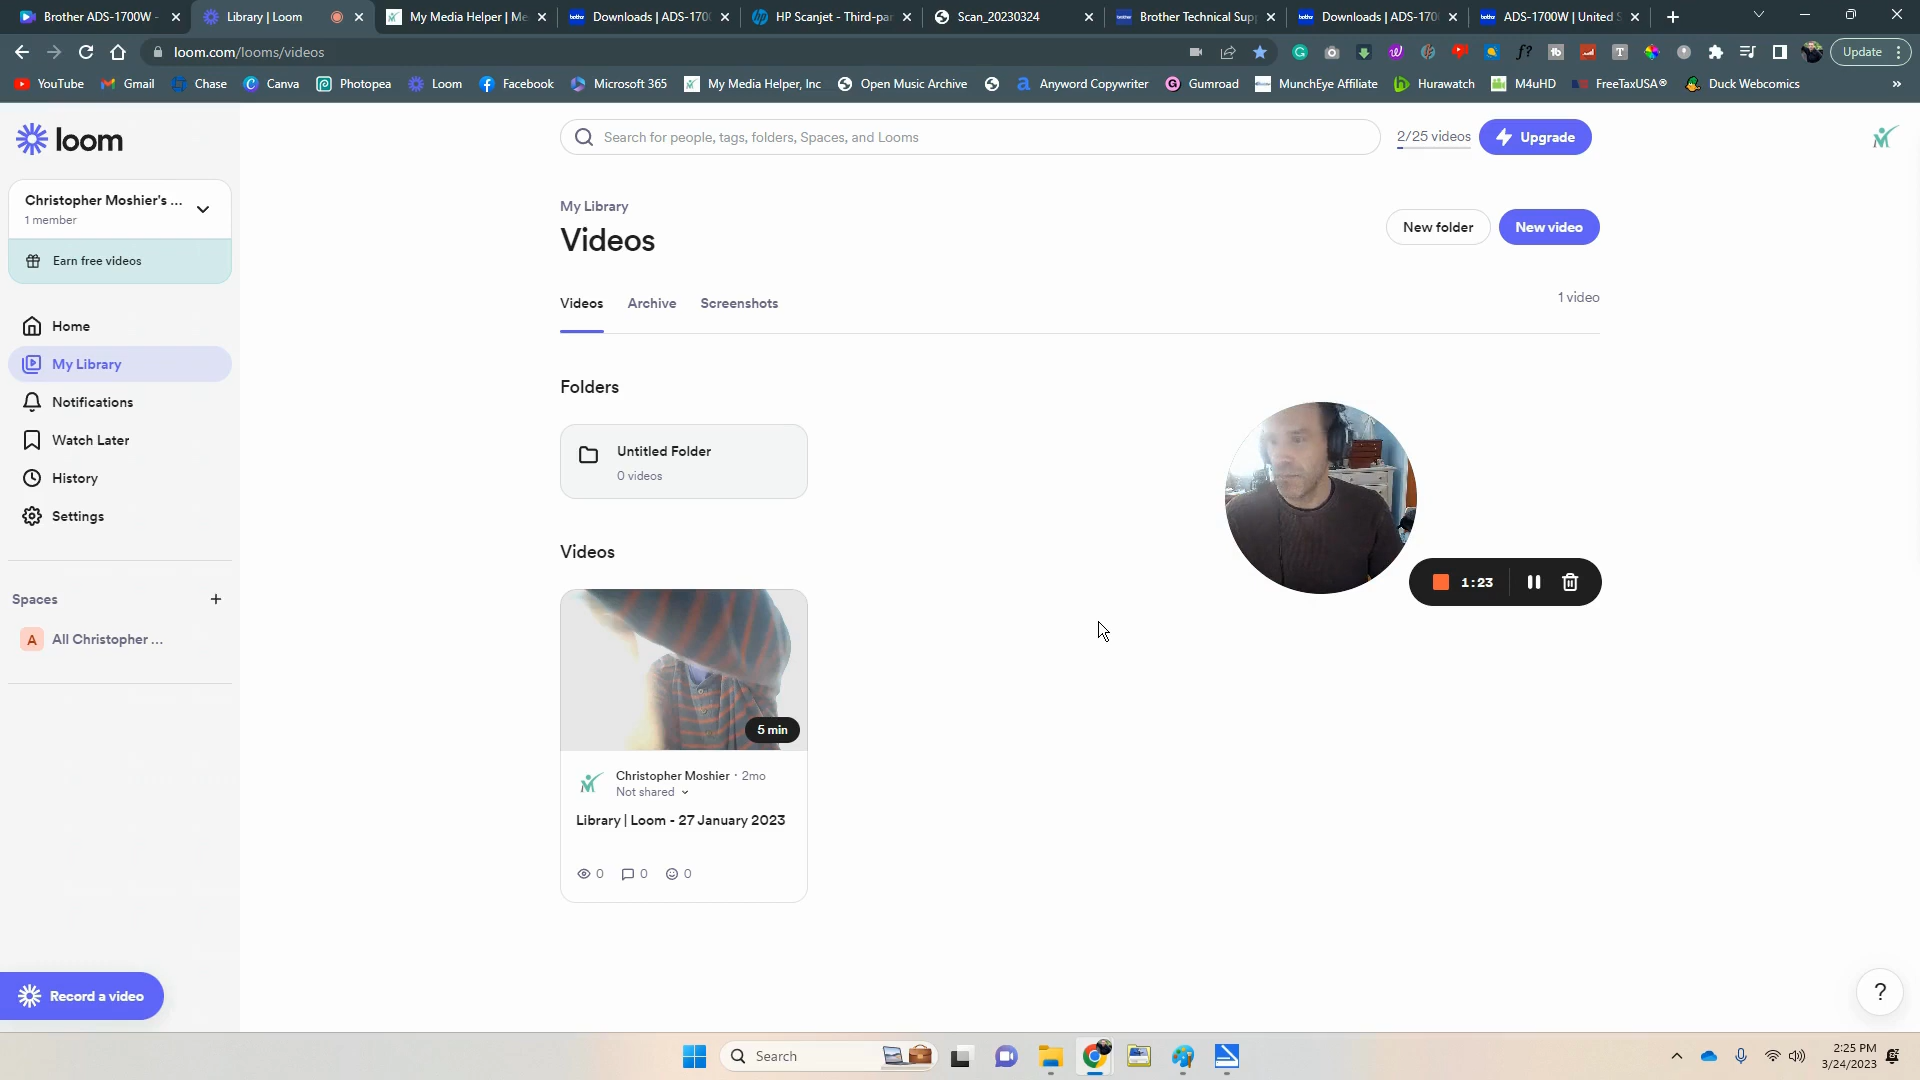 Brother ADS-1700W -
Library | Loom
My Media Helper | Me
Downloads | ADS-170
HP Scanjet - Third-par
Scan_20230324
Brother Technical Supp
Downloads | ADS-170
ADS-1700W | United S
loom.com/looms/videos
Update
YouTube
Gmail
Chase
Canva
Photopea
Loom
Facebook
Microsoft 365
My Media Helper, Inc
Open Music Archive
Anyword Copywriter
Gumroad
MunchEye Affiliate
Hurawatch
M4uHD
FreeTaxUSA®
Duck Webcomics
»
loom
Search for people, tags, folders, Spaces, and Looms
2/25 videos
Upgrade
Christopher Moshier's ...
1 member
Earn free videos
Home
My Library
Notifications
Watch Later
History
Settings
Spaces
+
A
All Christopher ...
Record a video
My Library
Videos
New folder
New video
Videos
Archive
Screenshots
1 video
Folders
Untitled Folder
0 videos
Videos
5 min
Christopher Moshier · 2mo
Not shared
Library | Loom - 27 January 2023
0
0
0
1:23
?
Search
2:25 PM
3/24/2023